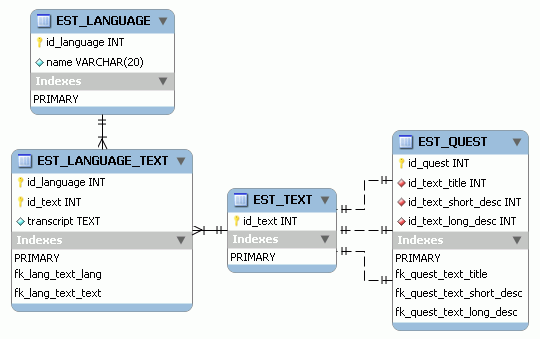 EST_LANGUAGE
id_language INT
name VARCHAR(20)
Indexes
PRIMARY
EST_LANGUAGE_TEXT
id_language INT
id_text INT
transcript TEXT
Indexes
PRIMARY
fk_lang_text_lang
fk_lang_text_text
EST_TEXT
id_text INT
Indexes
PRIMARY
EST_QUEST
id_quest INT
id_text_title INT
id_text_short_desc INT
id_text_long_desc INT
Indexes
PRIMARY
fk_quest_text_title
fk_quest_text_short_desc
fk_quest_text_long_desc